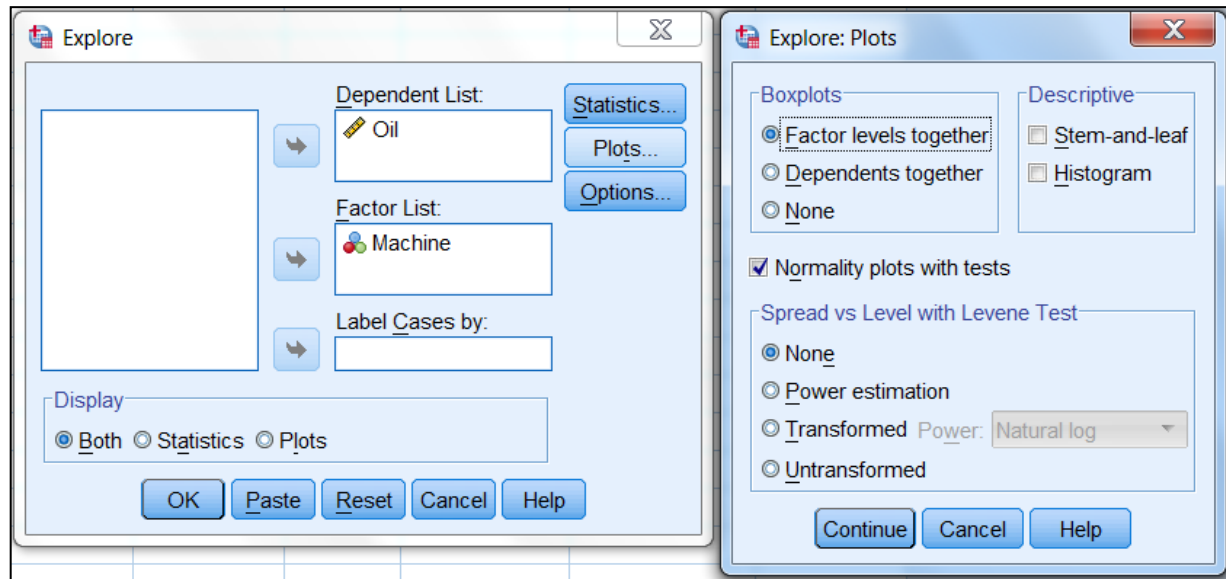 Explore
Dependent List:
Oil
Statistics...
Plots...
Options...
Factor List:
Machine
Label Cases by:
Display
Both Statistics Plots
OK Paste Reset Cancel Help
Explore: Plots
Boxplots
Factor levels together
Dependents together
None
Descriptive
Stem-and-leaf
Histogram
Normality plots with tests
Spread vs Level with Levene Test
None
Power estimation
Transformed Power: Natural log
Untransformed
Continue Cancel Help